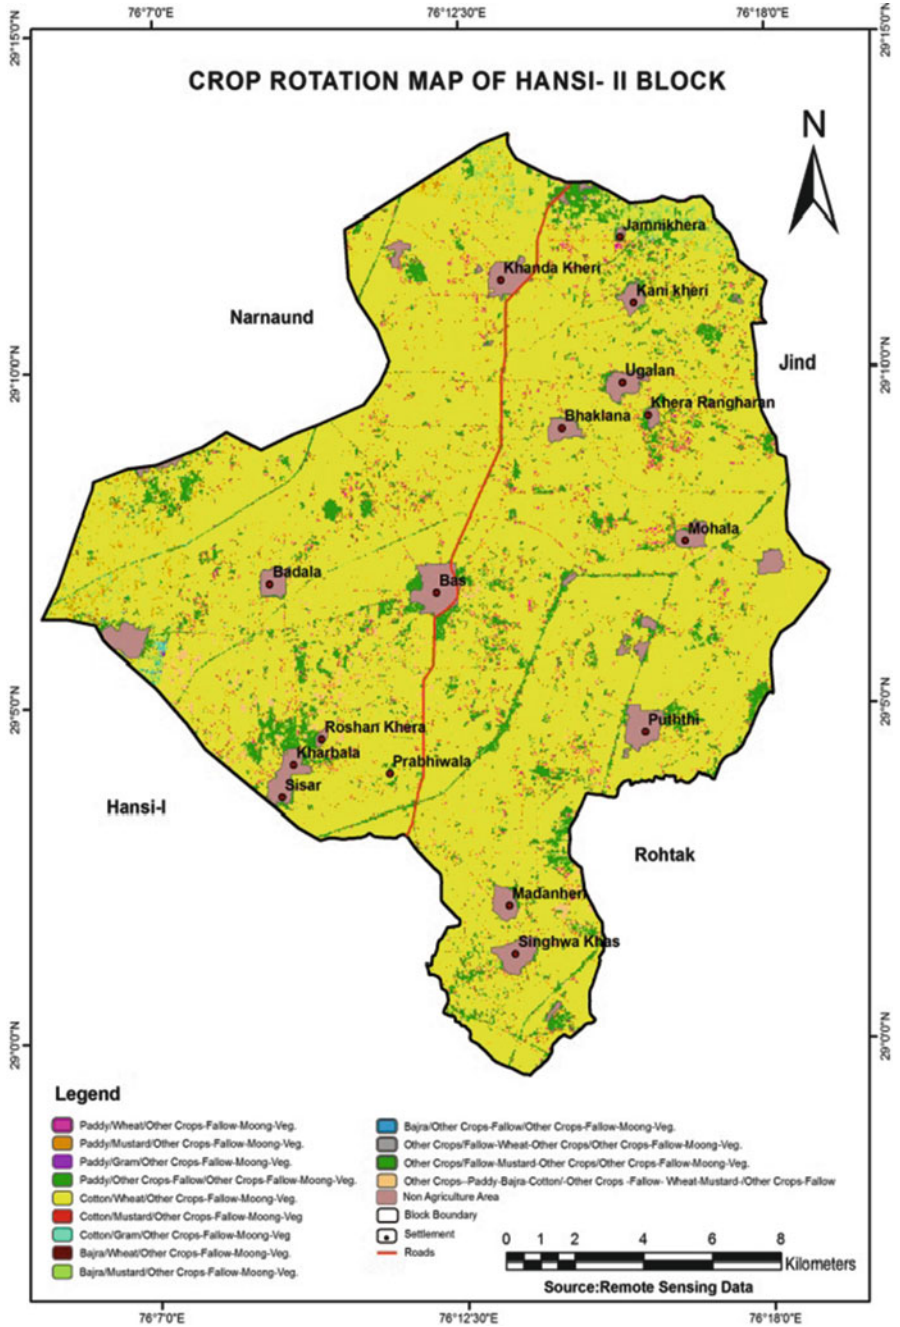 76°7'0"E 76°12'30"E 76°18'0"E
29°15'0"N 29°15'0"N
CROP ROTATION MAP OF HANSI- II BLOCK
N
Jamnikhera
Khanda Kheri
Kani kheri
Narnaund
Jind
29°10'0"N 29°10'0"N
Ugalan
Khera Rangharan
Bhaklana
Mohala
Badala
Bas
29°5'0"N 29°5'0"N
Puththi
Roshan Khera
Kharbala
Prabhiwala
Sisar
Hansi-I
Rohtak
Madanheri
Singhwa Khas
29°0'0"N 29°0'0"N
Legend
Paddy/Wheat/Other Crops-Fallow-Moong-Veg.
Paddy/Mustard/Other Crops-Fallow-Moong-Veg.
Paddy/Gram/Other Crops-Fallow-Moong-Veg.
Paddy/Other Crops-Fallow/Other Crops-Fallow-Moong-Veg.
Cotton/Wheat/Other Crops-Fallow-Moong-Veg.
Cotton/Mustard/Other Crops-Fallow-Moong-Veg
Cotton/Gram/Other Crops-Fallow-Moong-Veg
Bajra/Wheat/Other Crops-Fallow-Moong-Veg.
Bajra/Mustard/Other Crops-Fallow-Moong-Veg.
Bajra/Other Crops-Fallow/Other Crops-Fallow-Moong-Veg.
Other Crops/Fallow-Wheat-Other Crops/Other Crops-Fallow-Moong-Veg.
Other Crops/Fallow-Mustard-Other Crops/Other Crops-Fallow-Moong-Veg.
Other Crops--Paddy-Bajra-Cotton/-Other Crops -Fallow- Wheat-Mustard-/Other Crops-Fallow
Non Agriculture Area
Block Boundary
Settlement
Roads
0 1 2 4 6 8
Kilometers
Source:Remote Sensing Data
76°7'0"E 76°12'30"E 76°18'0"E